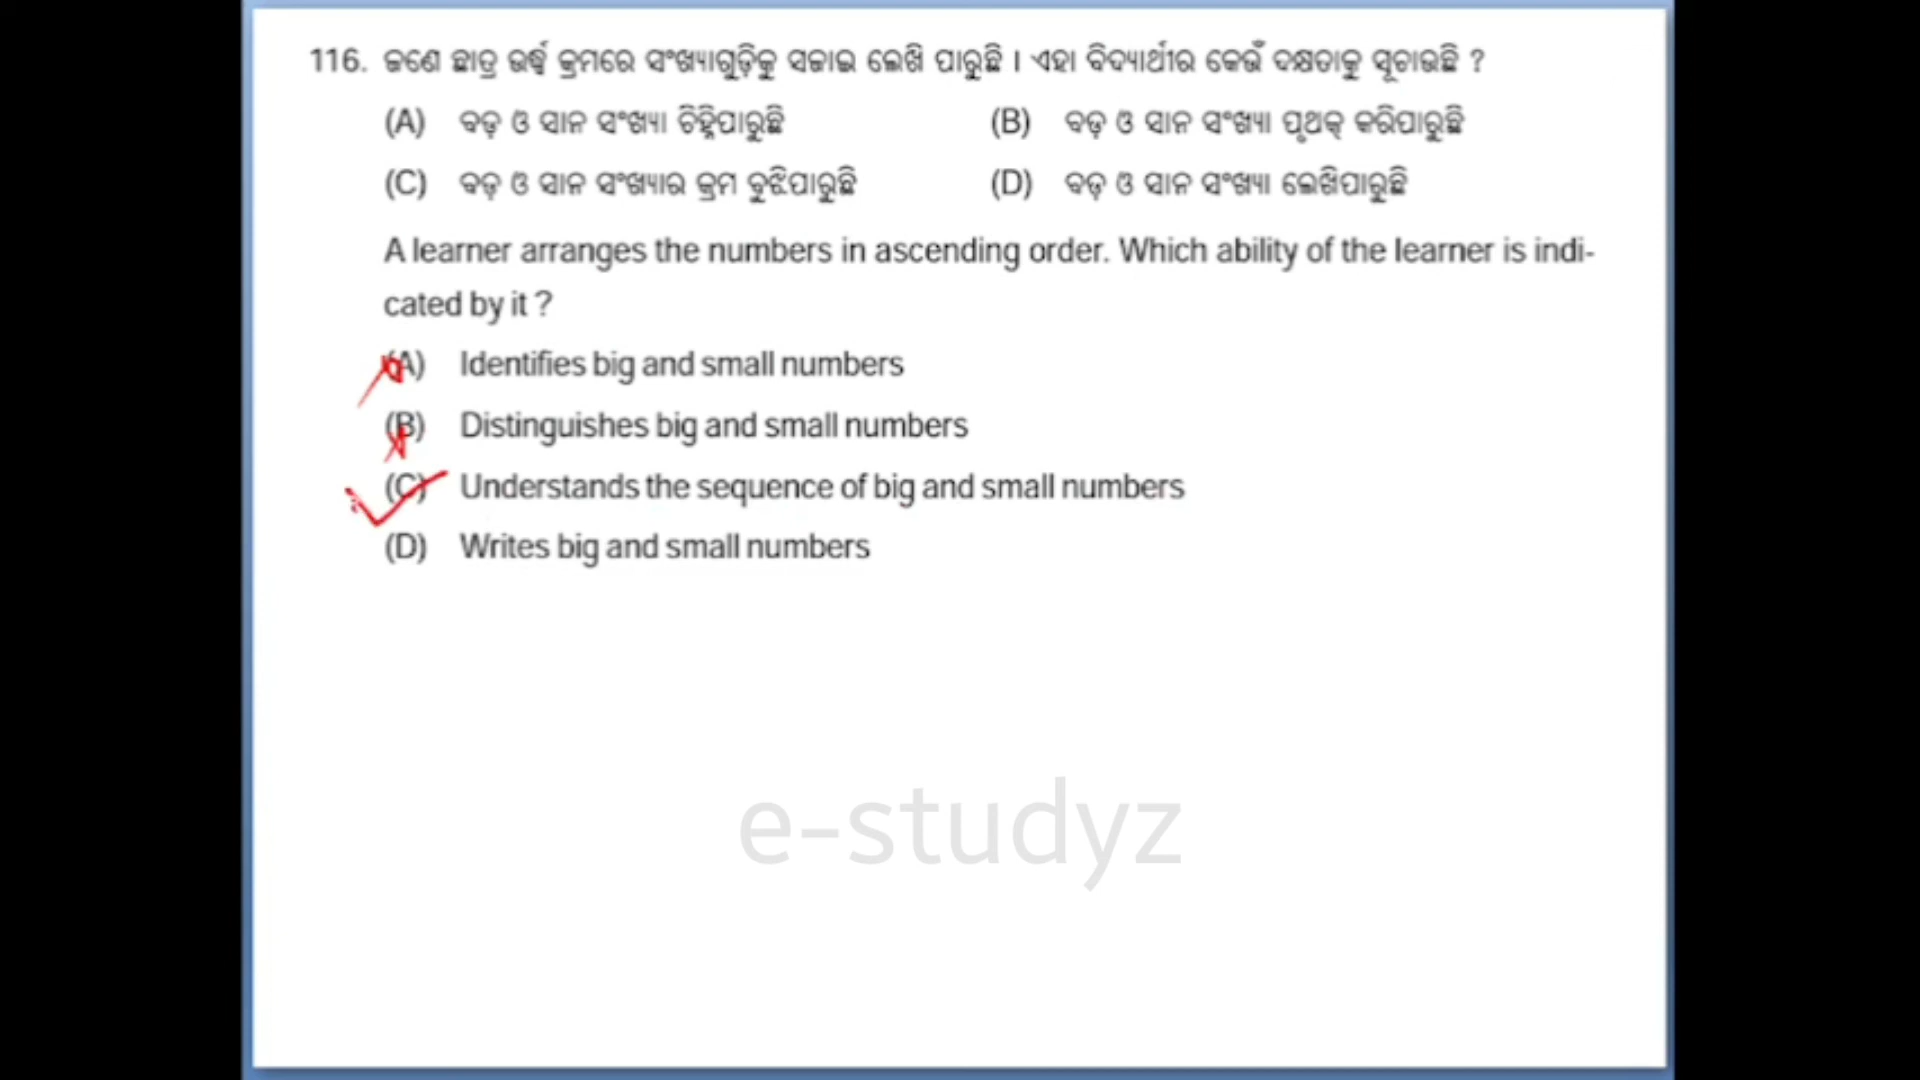 116. ଜଣେ ଛାତ୍ର ଊର୍ଦ୍ଧ୍ୱ କ୍ରମରେ ସଂଖ୍ୟାଗୁଡ଼ିକୁ ସଜାଇ ଲେଖି ପାରୁଛି । ଏହା ବିଦ୍ୟାର୍ଥୀର କେଉଁ ଦକ୍ଷତାକୁ ସୂଚାଉଛି ?
(A) ବଡ଼ ଓ ସାନ ସଂଖ୍ୟା ଚିହ୍ନିପାରୁଛି (B) ବଡ଼ ଓ ସାନ ସଂଖ୍ୟା ପୃଥକ୍ କରିପାରୁଛି
(C) ବଡ଼ ଓ ସାନ ସଂଖ୍ୟାର କ୍ରମ ବୁଝିପାରୁଛି (D) ବଡ଼ ଓ ସାନ ସଂଖ୍ୟା ଲେଖିପାରୁଛି
A learner arranges the numbers in ascending order. Which ability of the learner is indi-
cated by it ?
(A) Identifies big and small numbers
(B) Distinguishes big and small numbers
(C) Understands the sequence of big and small numbers
(D) Writes big and small numbers
e-studyz